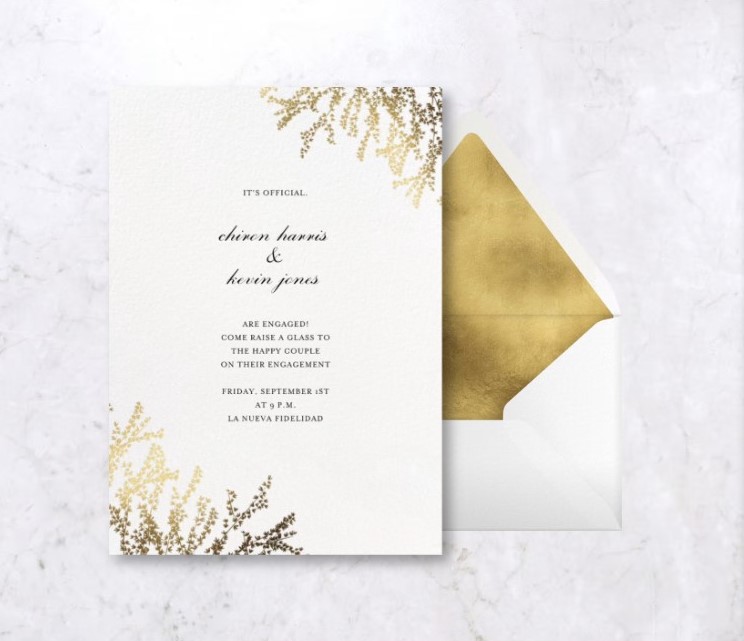 IT'S OFFICIAL.
chiron harris
&
kevin jones
ARE ENGAGED!
COME RAISE A GLASS TO
THE HAPPY COUPLE
ON THEIR ENGAGEMENT
FRIDAY, SEPTEMBER 1ST
AT 9 P.M.
LA NUEVA FIDELIDAD